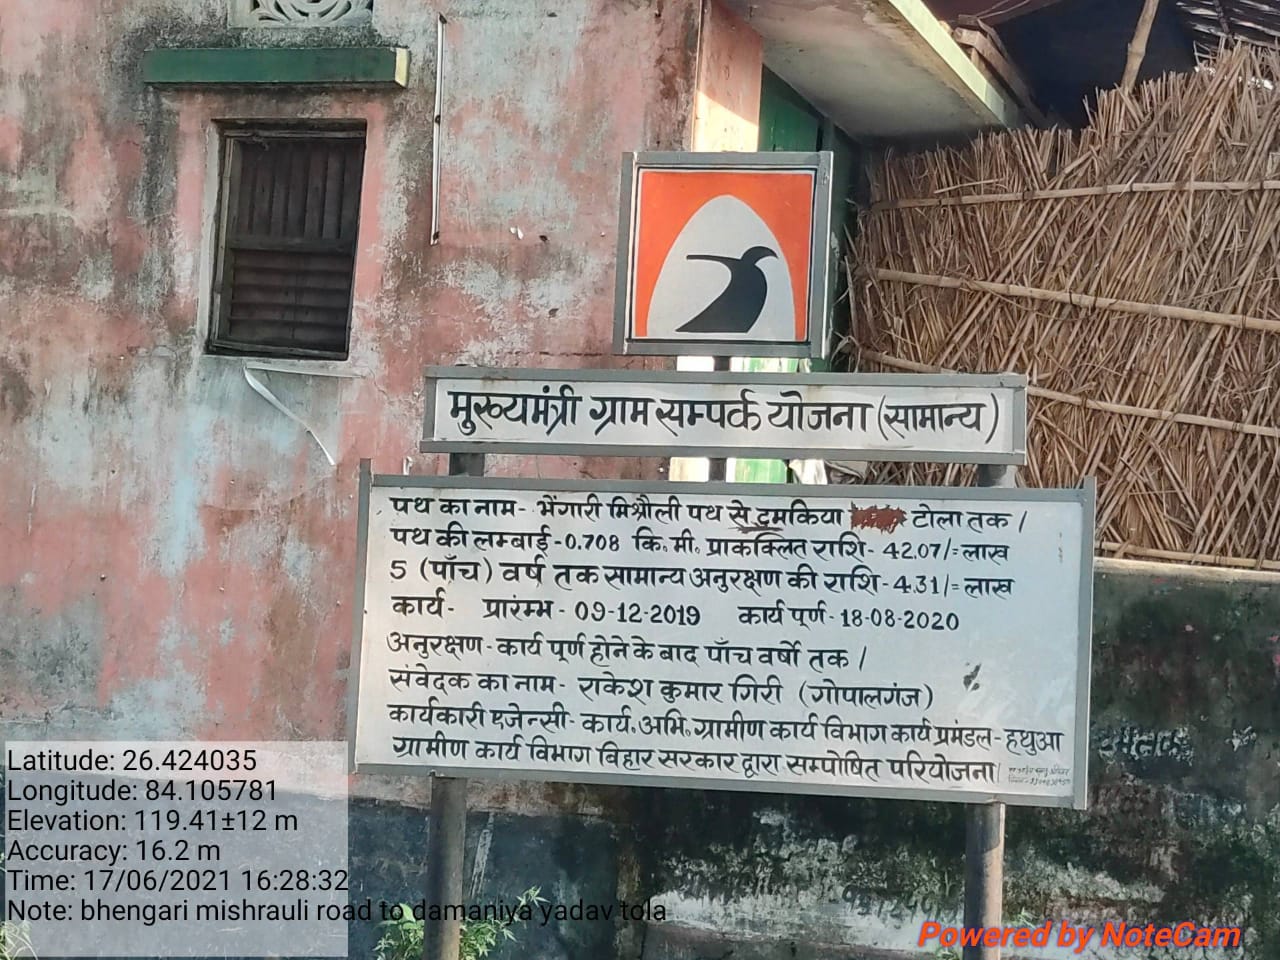 मुख्यमंत्री ग्राम सम्पर्क योजना (सामान्य)
पथ का नाम- भेंगारी मिश्रौली पथ से दमकिया टोला तक।
पथ की लम्बाई-0.708 कि.मी. प्राकक्लित राशि- 42.07/= लाख
5 (पाँच) वर्ष तक सामान्य अनुरक्षण की राशि-4.31/= लाख
कार्य- प्रारंम्भ-09-12-2019 कार्य पूर्ण-18-08-2020
अनुरक्षण-कार्य पूर्ण होने के बाद पाँच वर्षो तक।
संवेदक का नाम- राकेश कुमार गिरी (गोपालगंज)
कार्यकारी एजेन्सी-कार्य. अभि. ग्रामीण कार्य विभाग कार्य प्रमंडल-हथुआ
ग्रामीण कार्य विभाग बिहार सरकार द्वारा सम्पोषित परियोजना
Latitude: 26.424035
Longitude: 84.105781
Elevation: 119.41±12 m
Accuracy: 16.2 m
Time: 17/06/2021 16:28:32
Note: bhengari mishrauli road to damaniya yadav tola
Powered by NoteCam